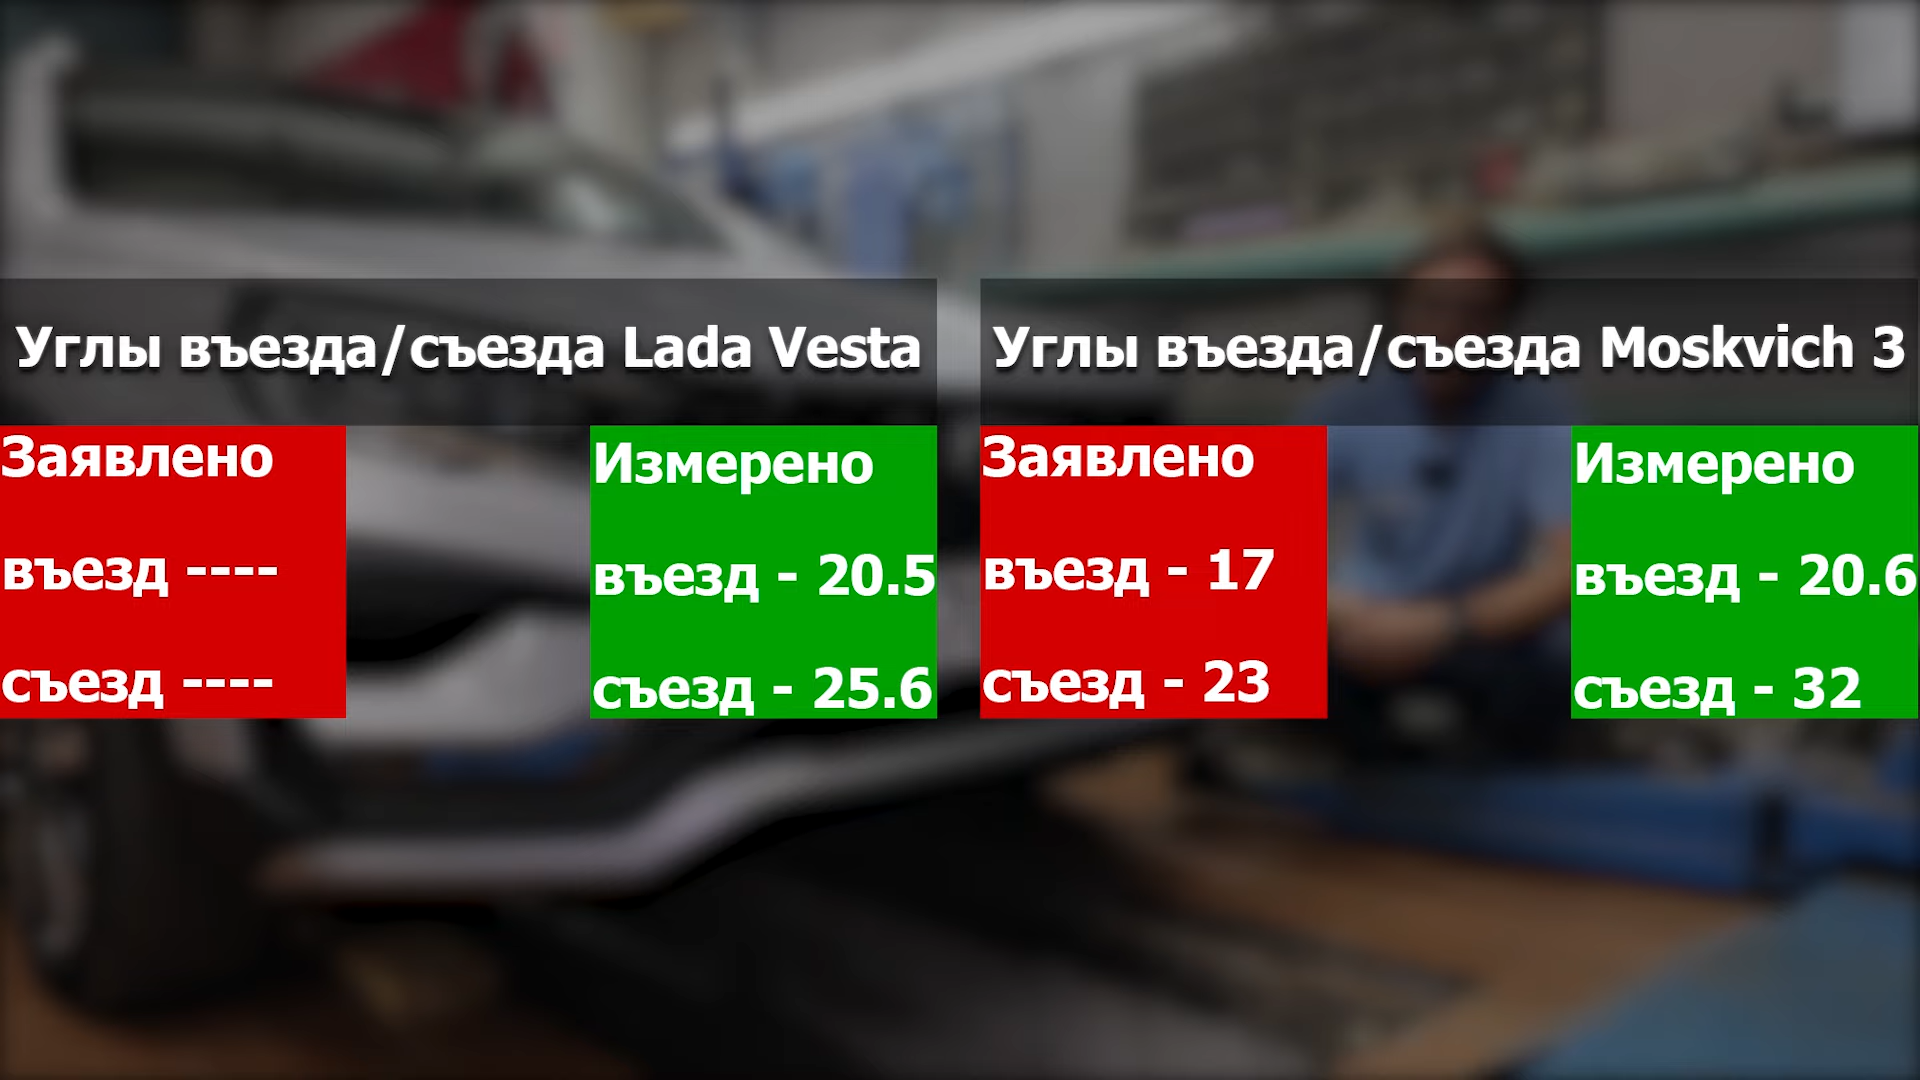 Углы въезда/съезда Lada Vesta
Заявлено
въезд ----
съезд ----
Измерено
въезд - 20.5
съезд - 25.6
Углы въезда/съезда Moskvich 3
Заявлено
въезд - 17
съезд - 23
Измерено
въезд - 20.6
съезд - 32